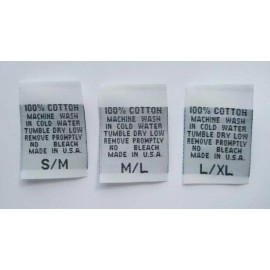 100% COTTON
MACHINE WASH
IN COLD WATER
TUMBLE DRY LOW
REMOVE PROMPTLY
NO BLEACH
MADE IN U.S.A.
S/M
100% COTTON
MACHINE WASH
IN COLD WATER
TUMBLE DRY LOW
REMOVE PROMPTLY
NO BLEACH
MADE IN U.S.A.
M/L
100% COTTON
MACHINE WASH
IN COLD WATER
TUMBLE DRY LOW
REMOVE PROMPTLY
NO BLEACH
MADE IN U.S.A.
L/XL